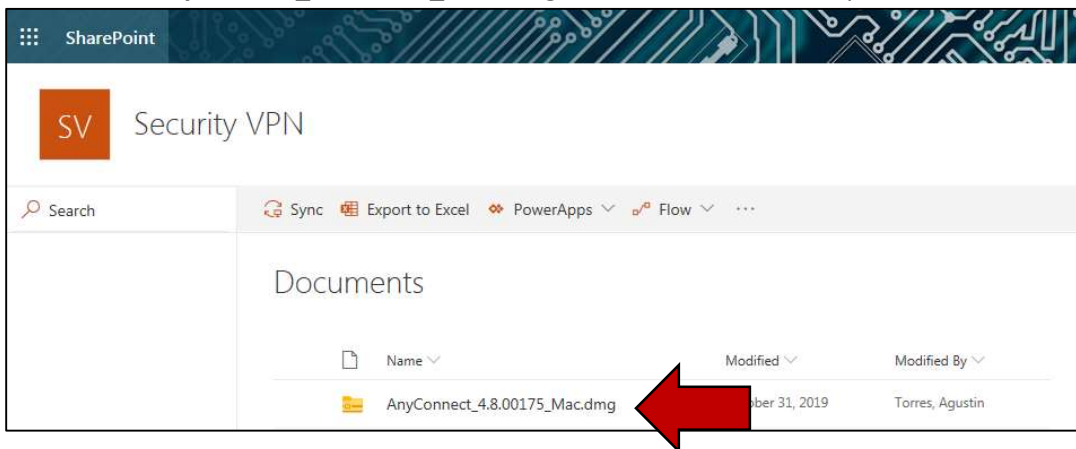 SharePoint
SV Security VPN
Search Sync Export to Excel PowerApps Flow ...
Documents
Name Modified Modified By
AnyConnect_4.8.00175_Mac.dmg 31, 2019 Torres, Agustin